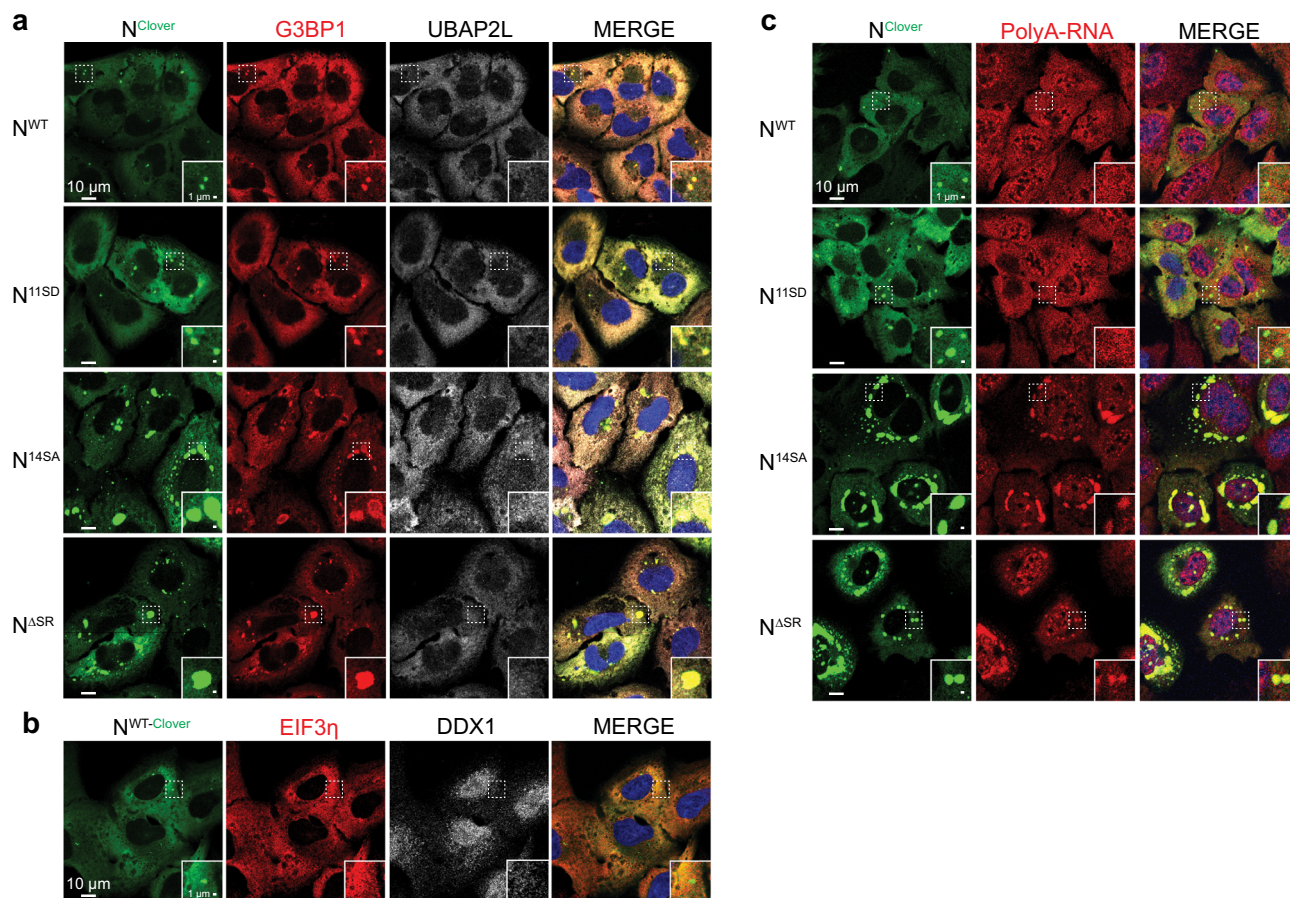 a
N^Clover G3BP1 UBAP2L MERGE
N^WT
10 µm
1 µm
N^11SD
N^14SA
N^ΔSR
b
N^WT-Clover EIF3η DDX1 MERGE
10 µm
1 µm
c
N^Clover PolyA-RNA MERGE
N^WT
10 µm
1 µm
N^11SD
N^14SA
N^ΔSR